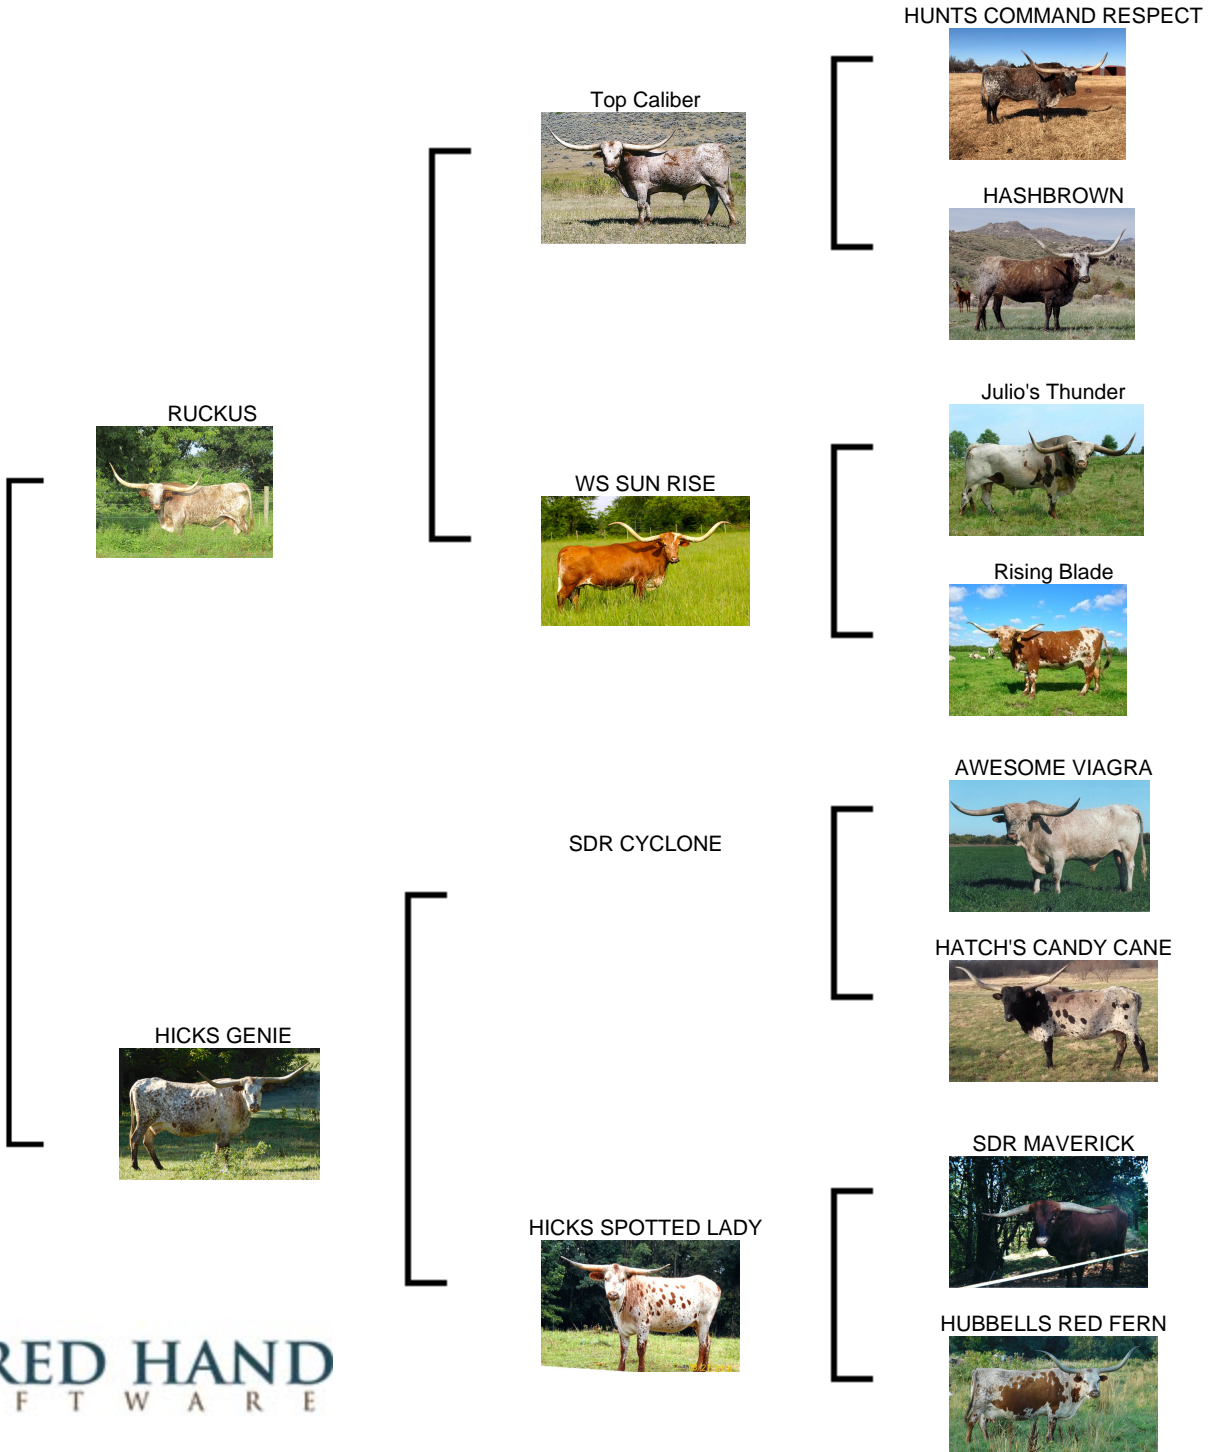 HUNTS COMMAND RESPECT
Top Caliber
HASHBROWN
Julio's Thunder
RUCKUS
WS SUN RISE
Rising Blade
AWESOME VIAGRA
SDR CYCLONE
HATCH'S CANDY CANE
HICKS GENIE
SDR MAVERICK
HICKS SPOTTED LADY
HUBBELLS RED FERN
RED HAND
F T W A R E